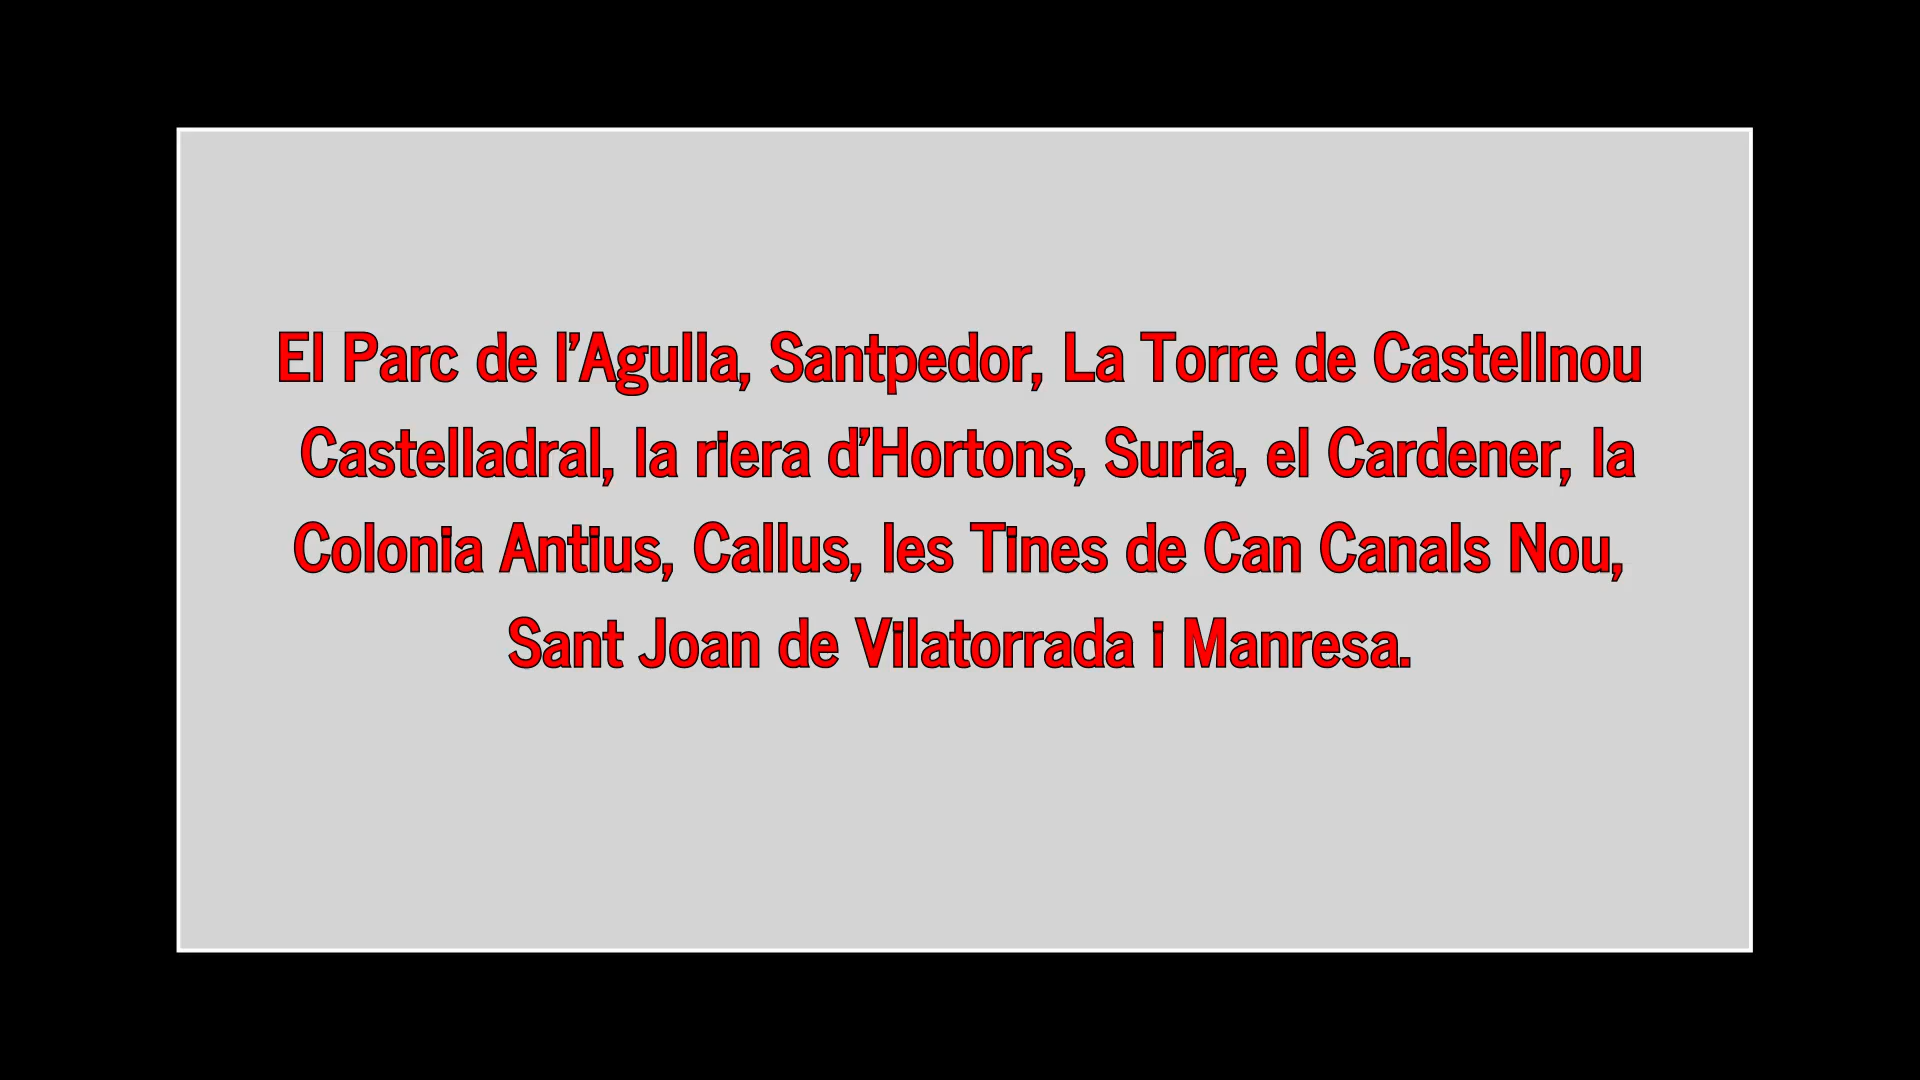 El Parc de l’Agulla, Santpedor, La Torre de Castellnou
Castelladral, la riera d’Hortons, Suria, el Cardener, la
Colonia Antius, Callus, les Tines de Can Canals Nou,
Sant Joan de Vilatorrada i Manresa.